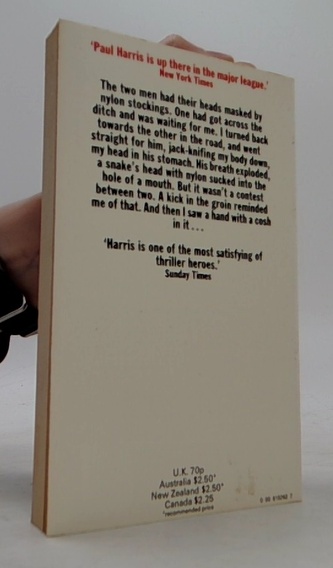 'Paul Harris is up there in the major league.'
New York Times
The two men had their heads masked by
nylon stockings. One had got across the
ditch and was waiting for me. I turned back
towards the other in the road, and went
straight for him, jack-knifing my body down,
my head in his stomach. His breath exploded,
a snake's head with nylon sucked into the
hole of a mouth. But it wasn't a contest
between two. A kick in the groin reminded
me of that. And then I saw a hand with a cosh
in it...
'Harris is one of the most satisfying of
thriller heroes.'
Sunday Times
U.K. 70p
Australia $2.50*
New Zealand $2.50*
Canada $2.25
*recommended price